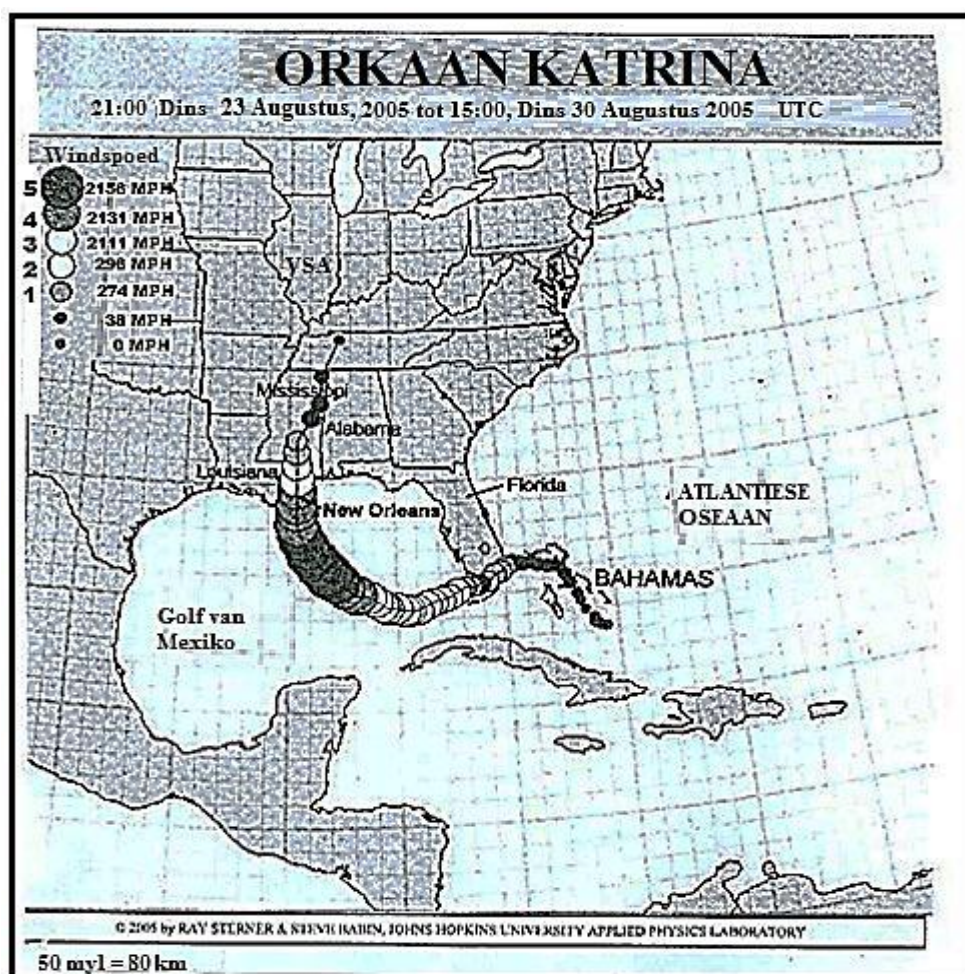 ORKAAN KATRINA
21:00 Dins 23 Augustus, 2005 tot 15:00, Dins 30 Augustus 2005 UTC
Windspoed
5 2156 MPH
4 2131 MPH
3 2111 MPH
2 296 MPH
1 274 MPH
38 MPH
0 MPH
VSA
Mississippi
Alabama
Louisiana
Florida
New Orleans
ATLANTIESE
OSEAAN
BAHAMAS
Golf van
Mexiko
© 2005 by RAY STERNER & STEVE BABIN, JOHNS HOPKINS UNIVERSITY APPLIED PHYSICS LABORATORY
50 myl = 80 km